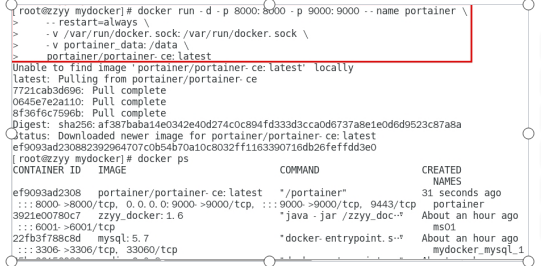 [root@zzyy mydocker]# docker run -d -p 8000:8000 -p 9000:9000 --name portainer \
> --restart=always \
> -v /var/run/docker.sock:/var/run/docker.sock \
> -v portainer_data:/data \
> portainer/portainer-ce:latest
Unable to find image 'portainer/portainer-ce:latest' locally
latest: Pulling from portainer/portainer-ce
7721cab3d696: Pull complete
0645e7e2a110: Pull complete
8f36f6c7596b: Pull complete
Digest: sha256:af387baba14e0342e40d274c0c894fd333d3cca0d6737a8e1e0d6d9523c87a8a
Status: Downloaded newer image for portainer/portainer-ce:latest
ef9093ad230882392964707c0b54b70a10c8032ff1163390716db26feffdd3e0
[root@zzyy mydocker]# docker ps
CONTAINER ID IMAGE COMMAND CREATED
NAMES
ef9093ad2308 portainer/portainer-ce:latest "/portainer" 31 seconds ago
:::8000->8000/tcp, 0.0.0.0:9000->9000/tcp, :::9000->9000/tcp, 9443/tcp portainer
3921e00780c7 zzyy_docker:1.6 "java -jar /zzyy_doc…" About an hour ago
:::6001->6001/tcp ms01
22fb3f788c8d mysql:5.7 "docker-entrypoint.s…" About an hour ago
:::3306->3306/tcp, 33060/tcp mydocker_mysql_1